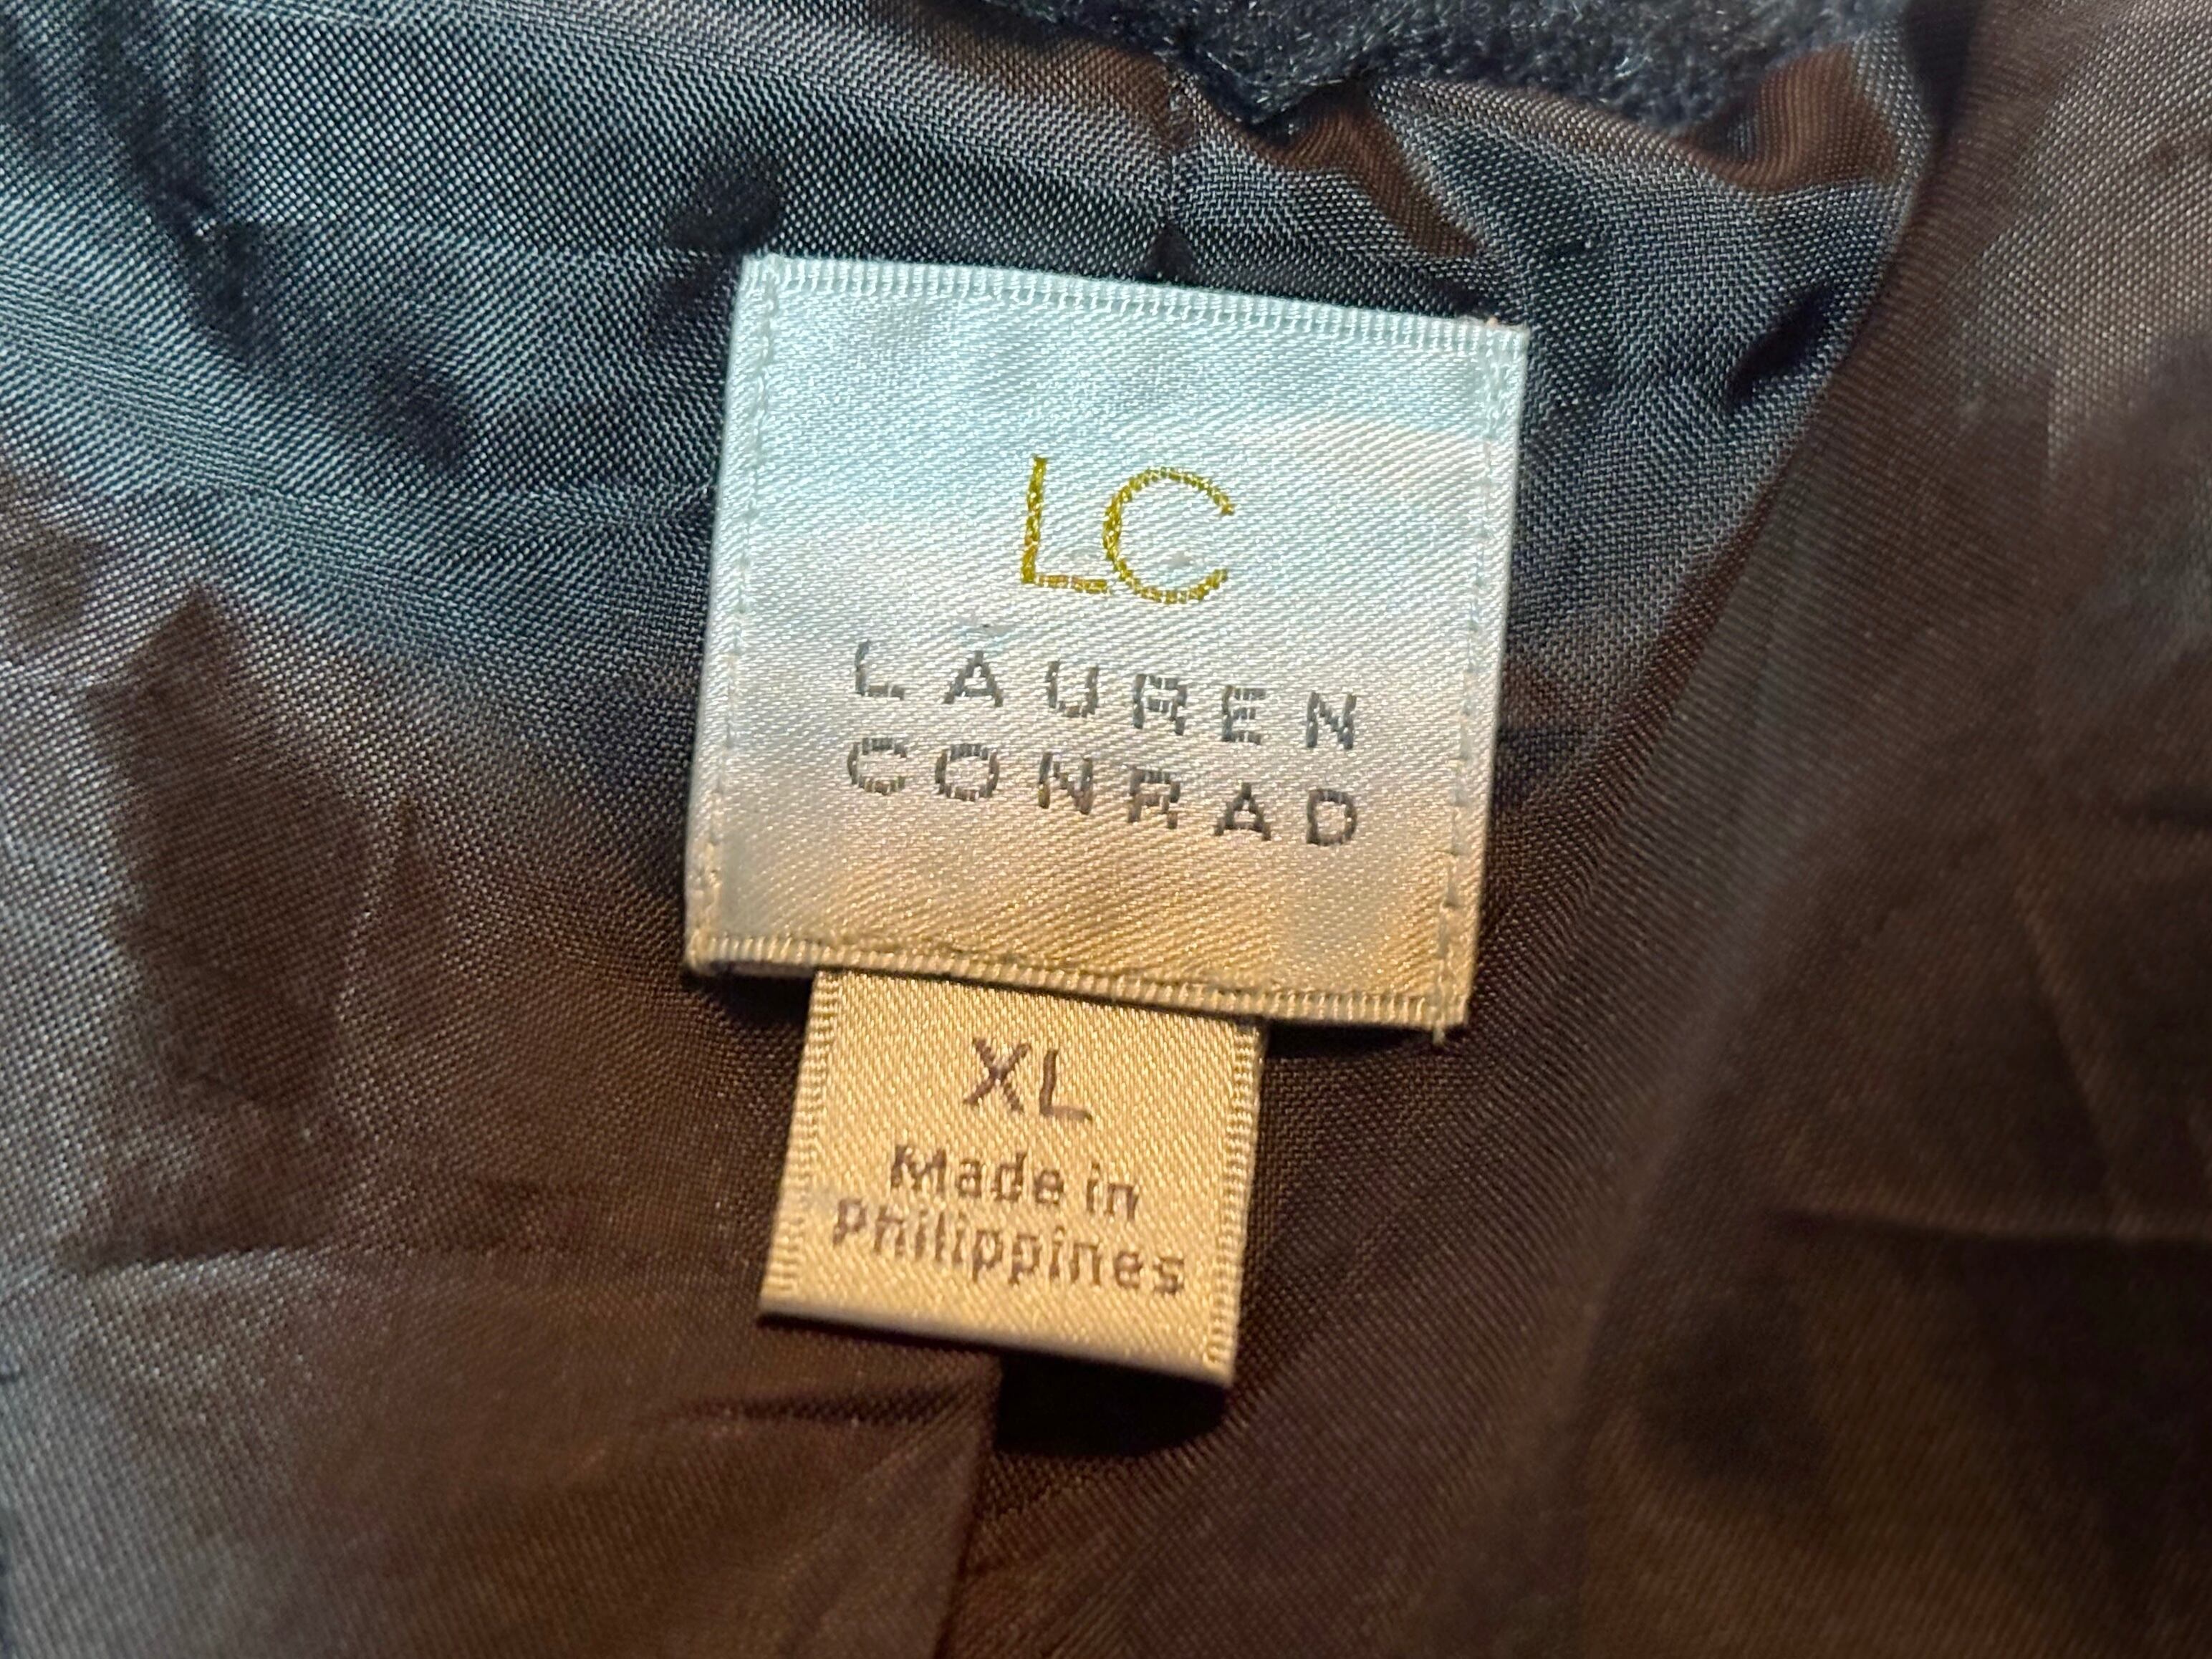 LC
LAUREN
CONRAD
XL
Made in
Philippines